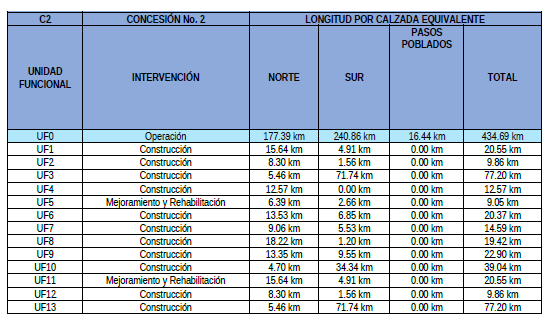 C2 CONCESIÓN No. 2 LONGITUD POR CALZADA EQUIVALENTE
UNIDAD FUNCIONAL INTERVENCIÓN NORTE SUR PASOS POBLADOS TOTAL
UF0 Operación 177.39 km 240.86 km 16.44 km 434.69 km
UF1 Construcción 15.64 km 4.91 km 0.00 km 20.55 km
UF2 Construcción 8.30 km 1.56 km 0.00 km 9.86 km
UF3 Construcción 5.46 km 71.74 km 0.00 km 77.20 km
UF4 Construcción 12.57 km 0.00 km 0.00 km 12.57 km
UF5 Mejoramiento y Rehabilitación 6.39 km 2.66 km 0.00 km 9.05 km
UF6 Construcción 13.53 km 6.85 km 0.00 km 20.37 km
UF7 Construcción 9.06 km 5.53 km 0.00 km 14.59 km
UF8 Construcción 18.22 km 1.20 km 0.00 km 19.42 km
UF9 Construcción 13.35 km 9.55 km 0.00 km 22.90 km
UF10 Construcción 4.70 km 34.34 km 0.00 km 39.04 km
UF11 Mejoramiento y Rehabilitación 15.64 km 4.91 km 0.00 km 20.55 km
UF12 Construcción 8.30 km 1.56 km 0.00 km 9.86 km
UF13 Construcción 5.46 km 71.74 km 0.00 km 77.20 km